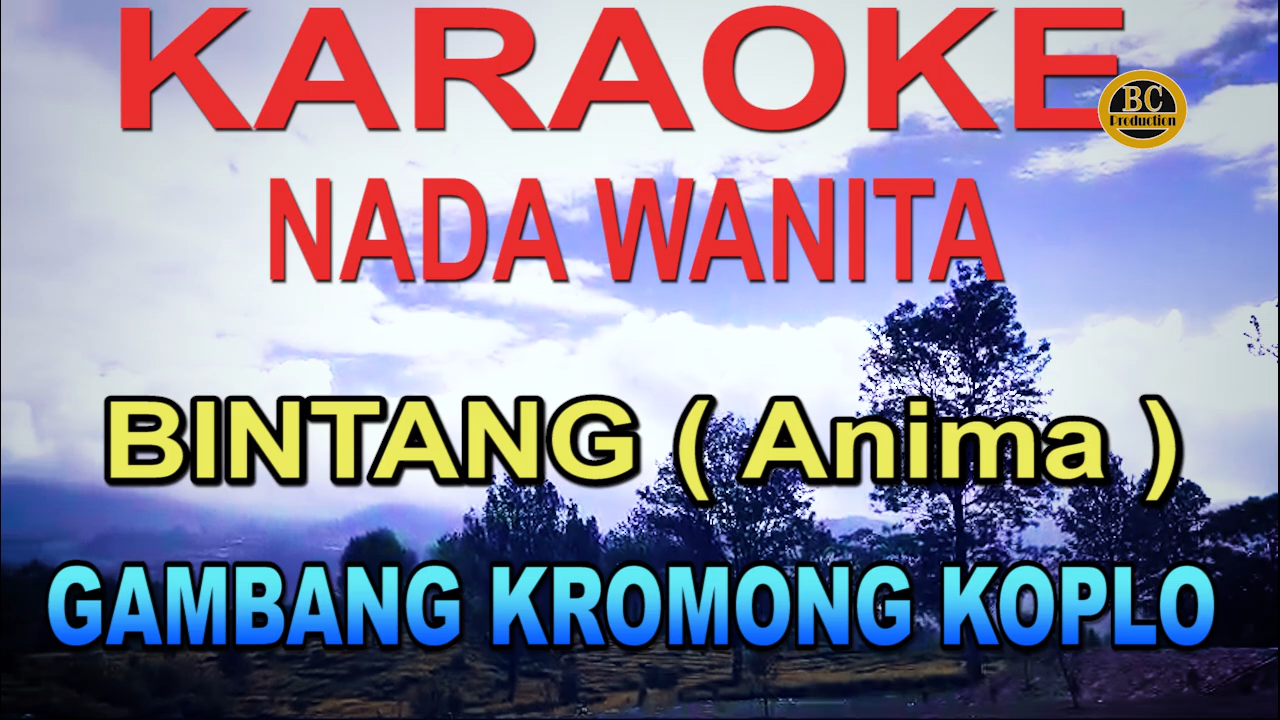 KARAOKE
BC
Production
NADA WANITA
BINTANG ( Anima )
GAMBANG KROMONG KOPLO